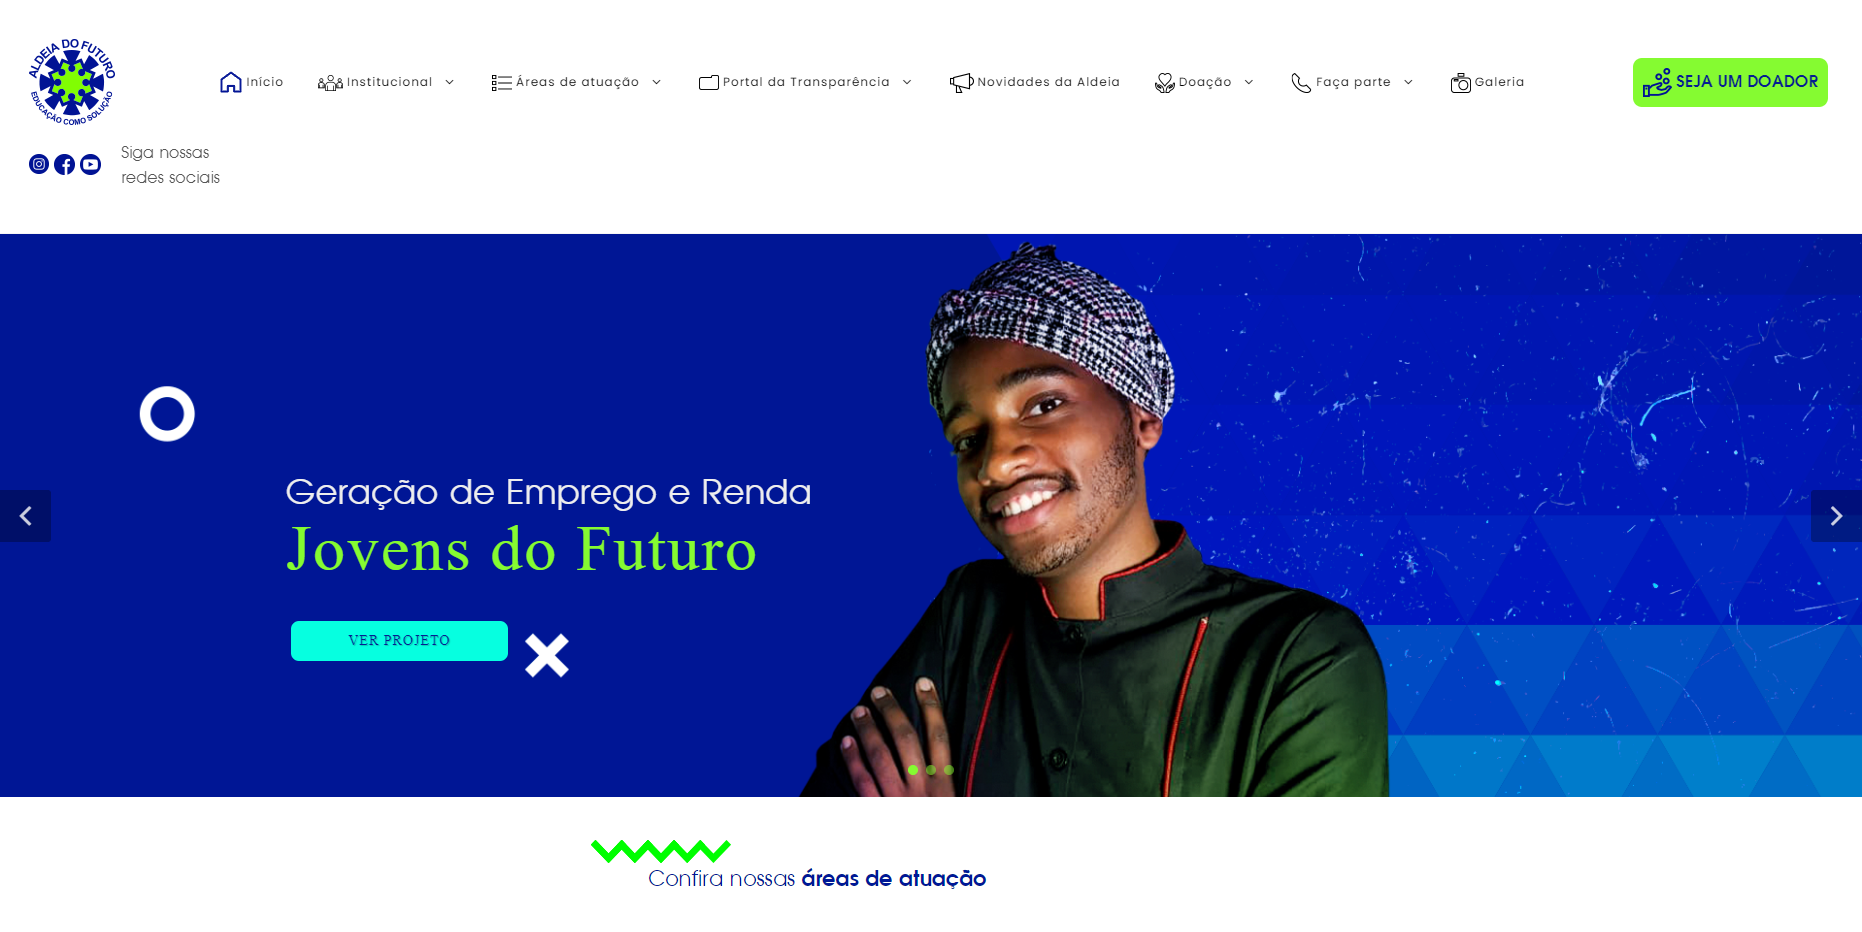 ALDEIA DO FUTURO
EDUCAÇÃO COMO SOLUÇÃO
Início
Institucional
Áreas de atuação
Portal da Transparência
Novidades da Aldeia
Doação
Faça parte
Galeria
SEJA UM DOADOR
Siga nossas
redes sociais
Geração de Emprego e Renda
Jovens do Futuro
VER PROJETO
Confira nossas áreas de atuação